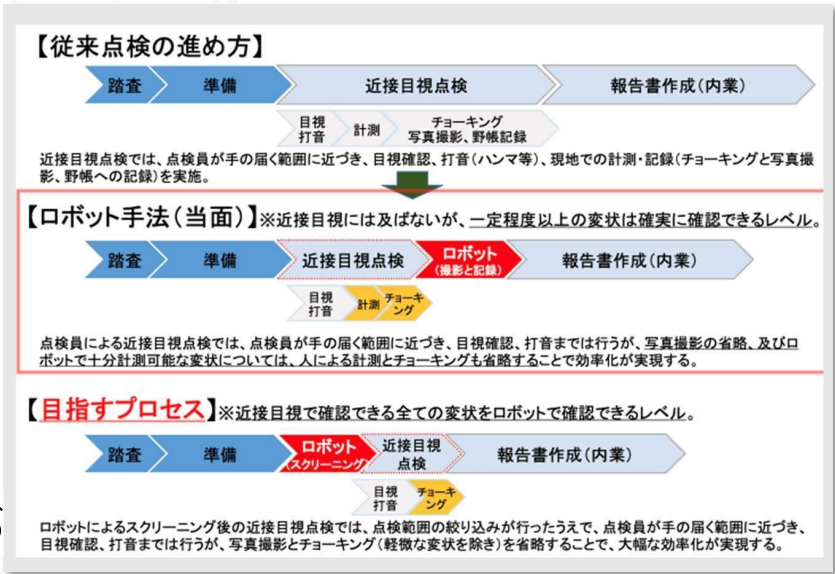 【従来点検の進め方】
踏査 準備 近接目視点検 報告書作成(内業)
目視
打音
計測
チョーキング
写真撮影、野帳記録
近接目視点検では、点検員が手の届く範囲に近づき、目視確認、打音(ハンマ等)、現地での計測・記録(チョーキングと写真撮
影、野帳への記録)を実施。
【ロボット手法(当面)】※近接目視には及ばないが、一定程度以上の変状は確実に確認できるレベル。
踏査 準備 近接目視点検 ロボット
(撮影と記録)
報告書作成(内業)
目視
打音
計測
チョーキ
ング
点検員による近接目視点検では、点検員が手の届く範囲に近づき、目視確認、打音までは行うが、写真撮影の省略、及びロ
ボットで十分計測可能な変状については、人による計測とチョーキングも省略することで効率化が実現する。
【目指すプロセス】※近接目視で確認できる全ての変状をロボットで確認できるレベル。
踏査 準備 ロボット
(スクリーニング)
近接目視
点検
報告書作成(内業)
目視
打音
チョーキ
ング
ロボットによるスクリーニング後の近接目視点検では、点検範囲の絞り込みが行ったうえで、点検員が手の届く範囲に近づき、
目視確認、打音までは行うが、写真撮影とチョーキング(軽微な変状を除き)を省略することで、大幅な効率化が実現する。